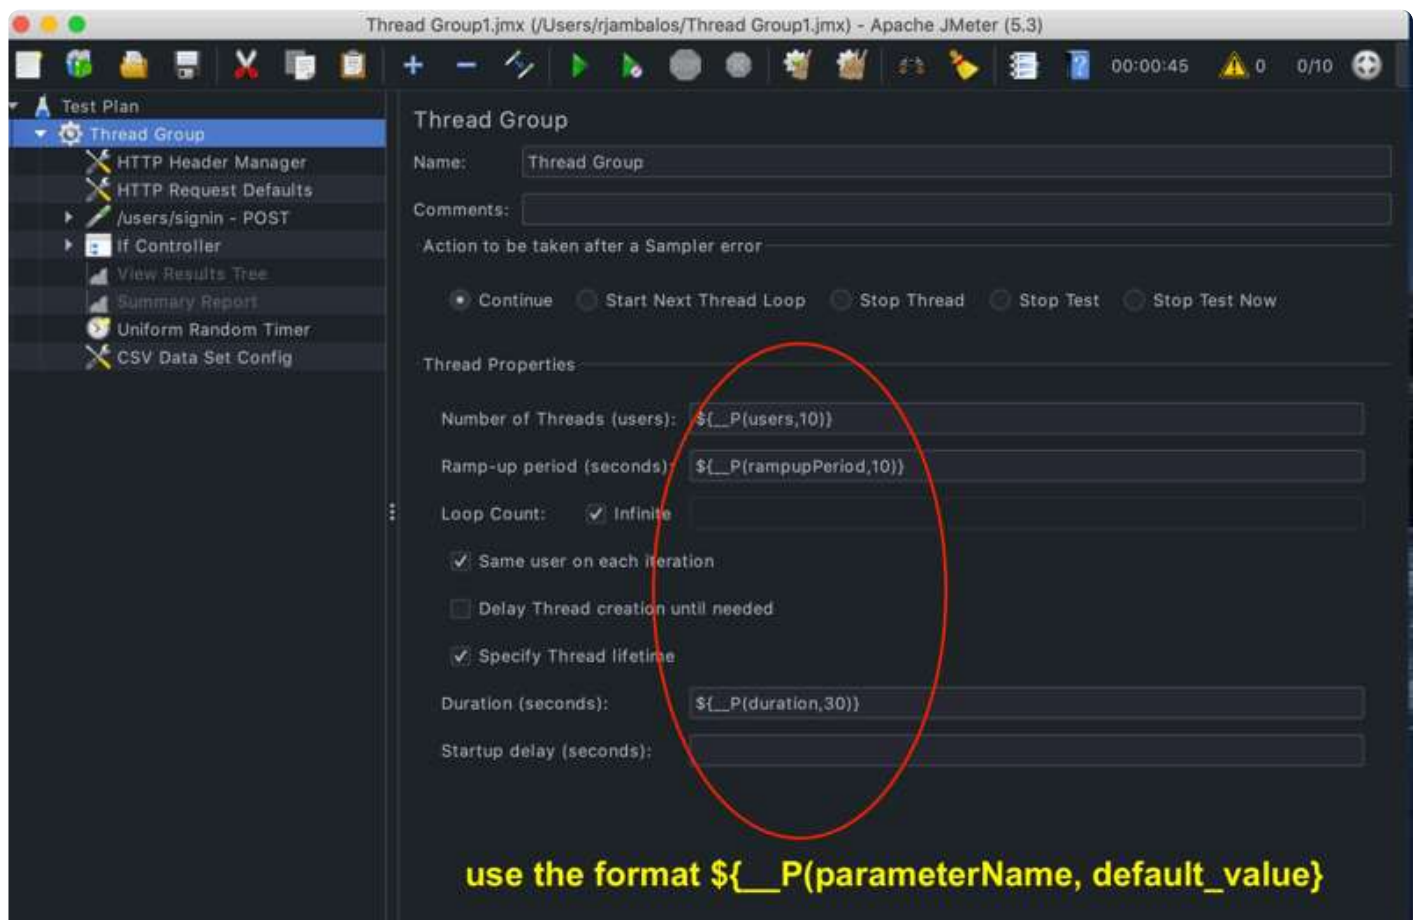 Thread Group1.jmx (/Users/rjambalos/Thread Group1.jmx) - Apache JMeter (5.3)
00:00:45 0 0/10
Test Plan
Thread Group
HTTP Header Manager
HTTP Request Defaults
/users/signin - POST
If Controller
View Results Tree
Summary Report
Uniform Random Timer
CSV Data Set Config
Thread Group
Name: Thread Group
Comments:
Action to be taken after a Sampler error
Continue Start Next Thread Loop Stop Thread Stop Test Stop Test Now
Thread Properties
Number of Threads (users): ${__P(users,10)}
Ramp-up period (seconds): ${__P(rampupPeriod,10)}
Loop Count: Infinite
Same user on each iteration
Delay Thread creation until needed
Specify Thread lifetime
Duration (seconds): ${__P(duration,30)}
Startup delay (seconds):
use the format ${__P(parameterName, default_value}